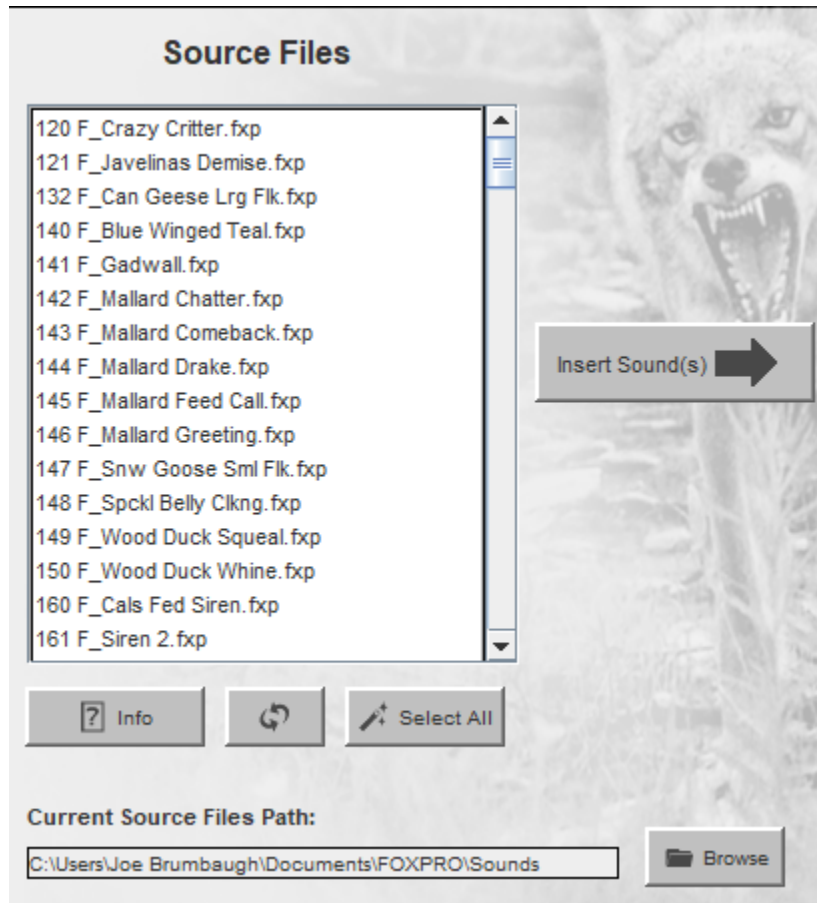 Source Files
120 F_Crazy Critter.fxp
121 F_Javelinas Demise.fxp
132 F_Can Geese Lrg Flk.fxp
140 F_Blue Winged Teal.fxp
141 F_Gadwall.fxp
142 F_Mallard Chatter.fxp
143 F_Mallard Comeback.fxp
144 F_Mallard Drake.fxp
145 F_Mallard Feed Call.fxp
146 F_Mallard Greeting.fxp
147 F_Snw Goose Sml Flk.fxp
148 F_Spckl Belly Clkng.fxp
149 F_Wood Duck Squeal.fxp
150 F_Wood Duck Whine.fxp
160 F_Cals Fed Siren.fxp
161 F_Siren 2.fxp
Insert Sound(s)
? Info
Select All
Current Source Files Path:
C:\Users\Joe Brumbaugh\Documents\FOXPRO\Sounds
Browse